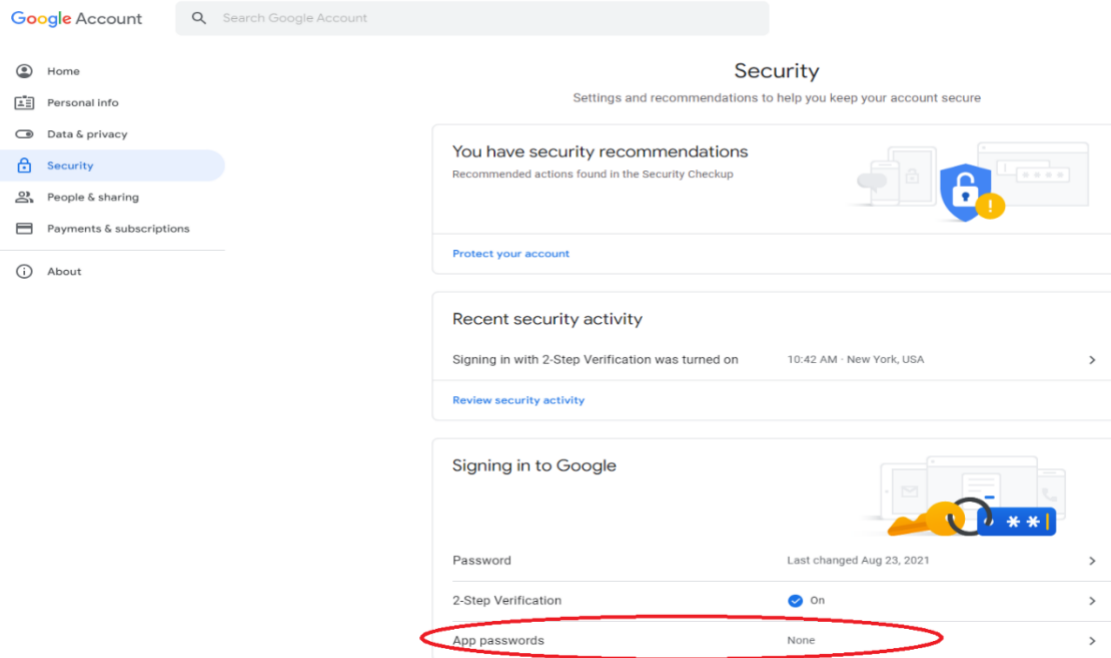 Google Account
Search Google Account
Home
Personal info
Data & privacy
Security
People & sharing
Payments & subscriptions
About
Security
Settings and recommendations to help you keep your account secure
You have security recommendations
Recommended actions found in the Security Checkup
Protect your account
Recent security activity
Signing in with 2-Step Verification was turned on 10:42 AM · New York, USA
Review security activity
Signing in to Google
Password Last changed Aug 23, 2021
2-Step Verification On
App passwords None